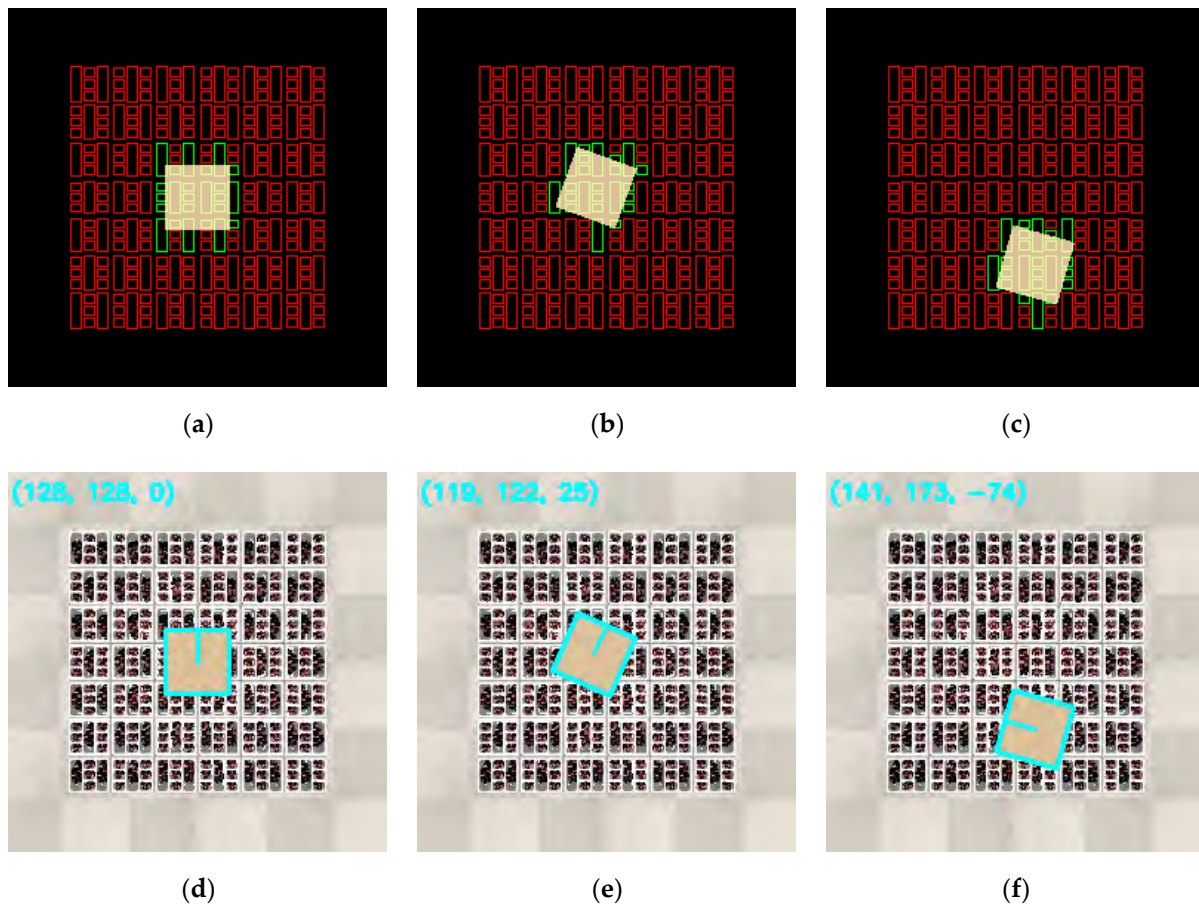 (a)
(b)
(c)
(128, 128, 0)
(119, 122, 25)
(141, 173, -74)
(d)
(e)
(f)